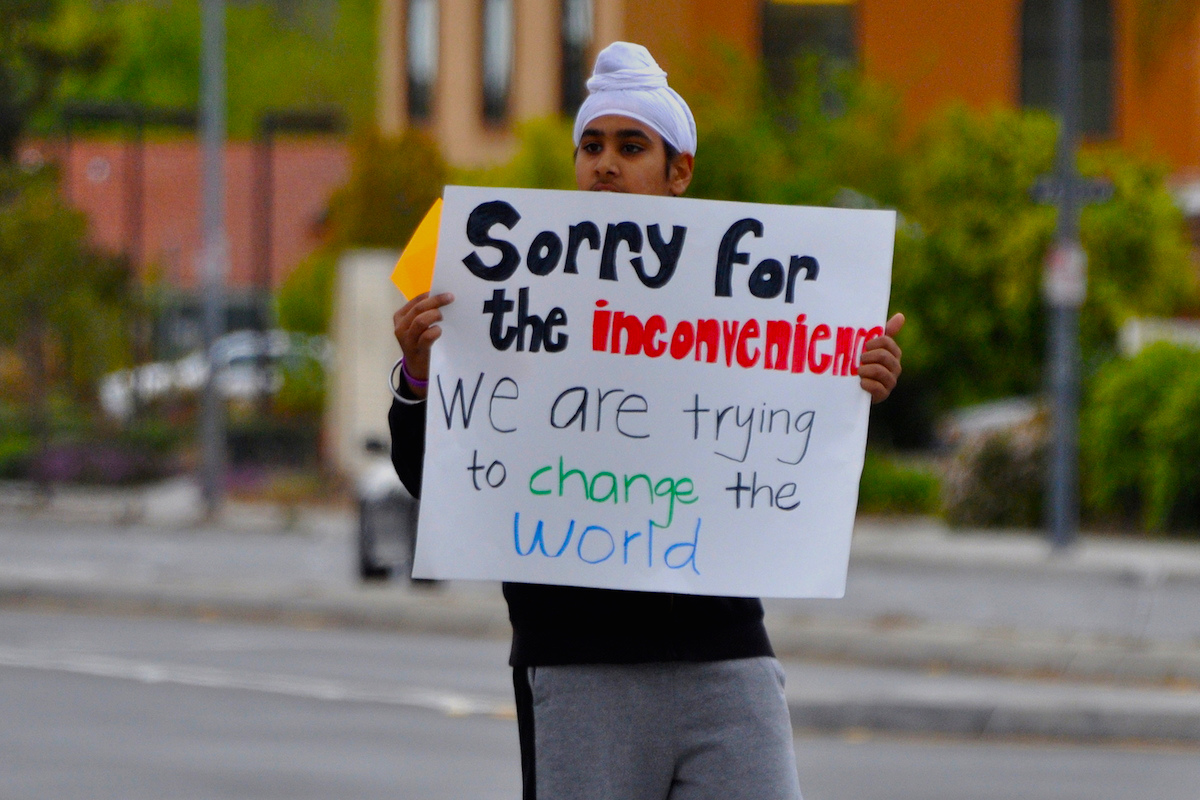 Sorry for
the inconvenience
We are trying
to change the
World